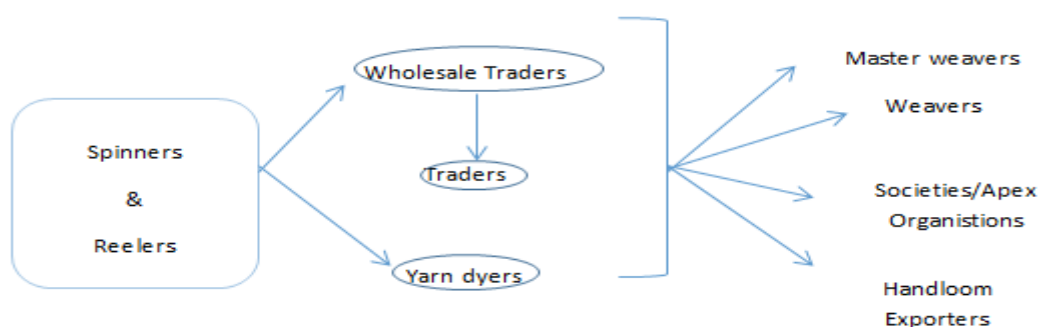 Spinners
&
Reelers
Wholesale Traders
Traders
Yarn dyers
Master weavers
Weavers
Societies/Apex
Organistions
Handloom
Exporters